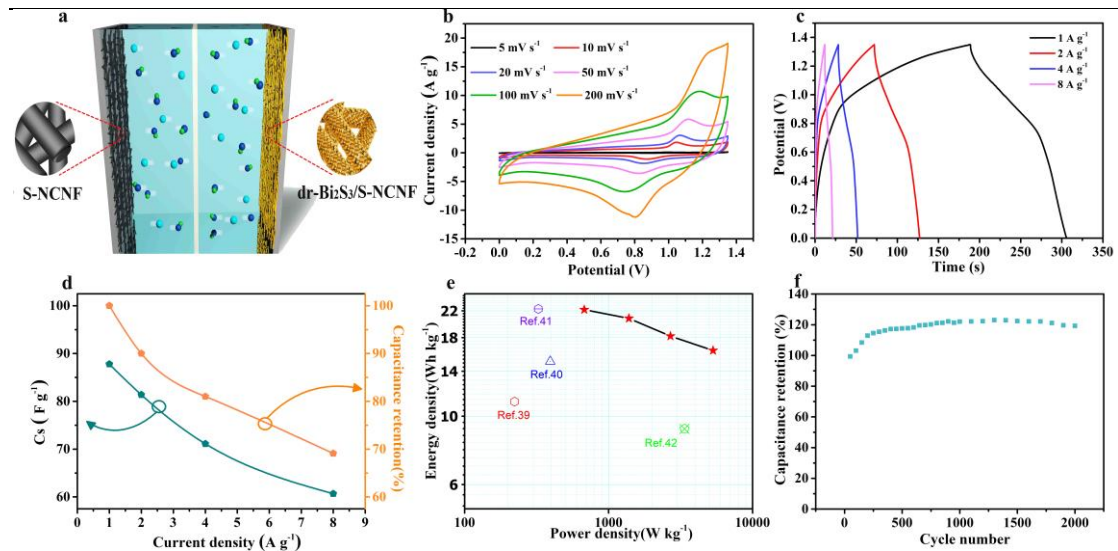 a
S-NCNF
dr-Bi₂S₃/S-NCNF
b
Current density (A g⁻¹)
20
15
10
5
0
-5
-10
-15
5 mV s⁻¹
10 mV s⁻¹
20 mV s⁻¹
50 mV s⁻¹
100 mV s⁻¹
200 mV s⁻¹
0.0 0.2 0.4 0.6 0.8 1.0 1.2 1.4
Potential (V)
c
Potential (V)
1.6
1.4
1.2
1.0
0.8
0.6
0.4
0.2
0.0
1 A g⁻¹
2 A g⁻¹
4 A g⁻¹
8 A g⁻¹
0 50 100 150 200 250 300 350
Time (s)
d
Cs ( F g⁻¹)
100
90
80
70
60
100
90
80
70
60
Capacitance retention(%)
0 1 2 3 4 5 6 7 8 9
Current density (A g⁻¹)
e
Energy density(Wh kg⁻¹)
22
18
14
10
6
Ref.41
Ref.40
Ref.39
Ref.42
100 1000 10000
Power density(W kg⁻¹)
f
Capacitance retention (%)
140
120
100
80
60
40
20
0
0 500 1000 1500 2000
Cycle number